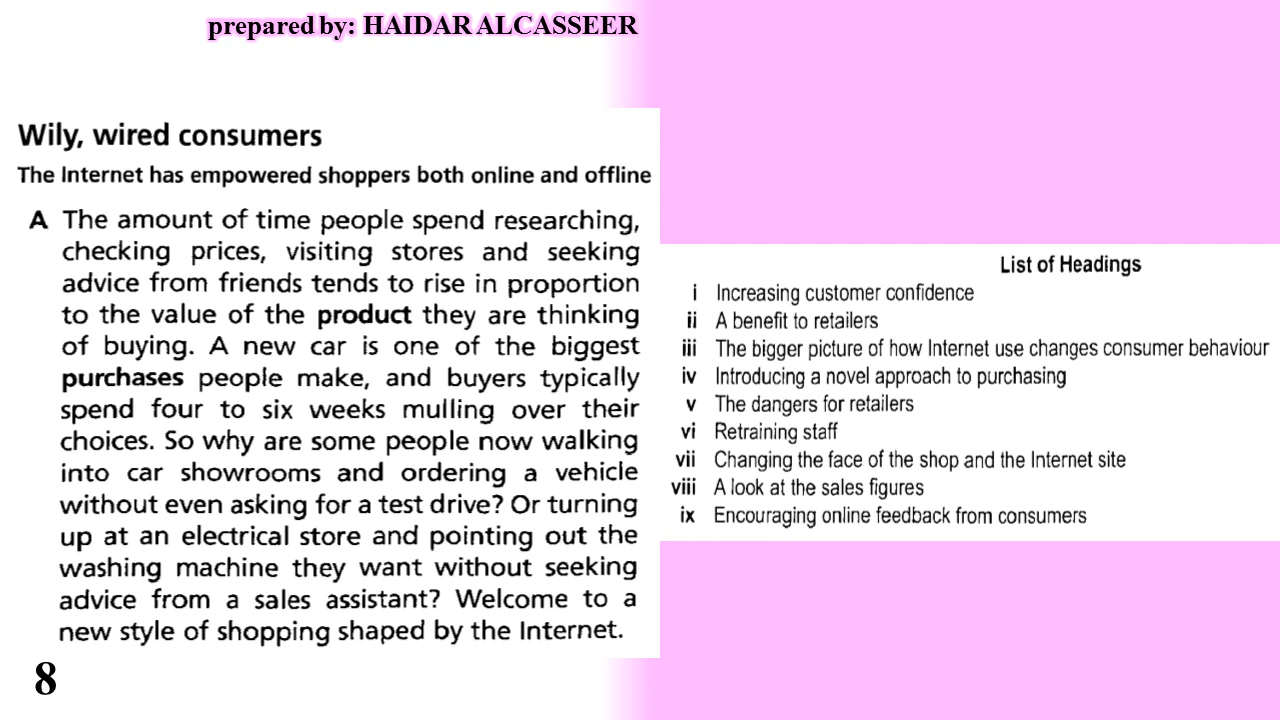 prepared by: HAIDAR ALCASSEER
Wily, wired consumers
The Internet has empowered shoppers both online and offline
A The amount of time people spend researching,
checking prices, visiting stores and seeking
advice from friends tends to rise in proportion
to the value of the product they are thinking
of buying. A new car is one of the biggest
purchases people make, and buyers typically
spend four to six weeks mulling over their
choices. So why are some people now walking
into car showrooms and ordering a vehicle
without even asking for a test drive? Or turning
up at an electrical store and pointing out the
washing machine they want without seeking
advice from a sales assistant? Welcome to a
new style of shopping shaped by the Internet.
List of Headings
i Increasing customer confidence
ii A benefit to retailers
iii The bigger picture of how Internet use changes consumer behaviour
iv Introducing a novel approach to purchasing
v The dangers for retailers
vi Retraining staff
vii Changing the face of the shop and the Internet site
viii A look at the sales figures
ix Encouraging online feedback from consumers
8